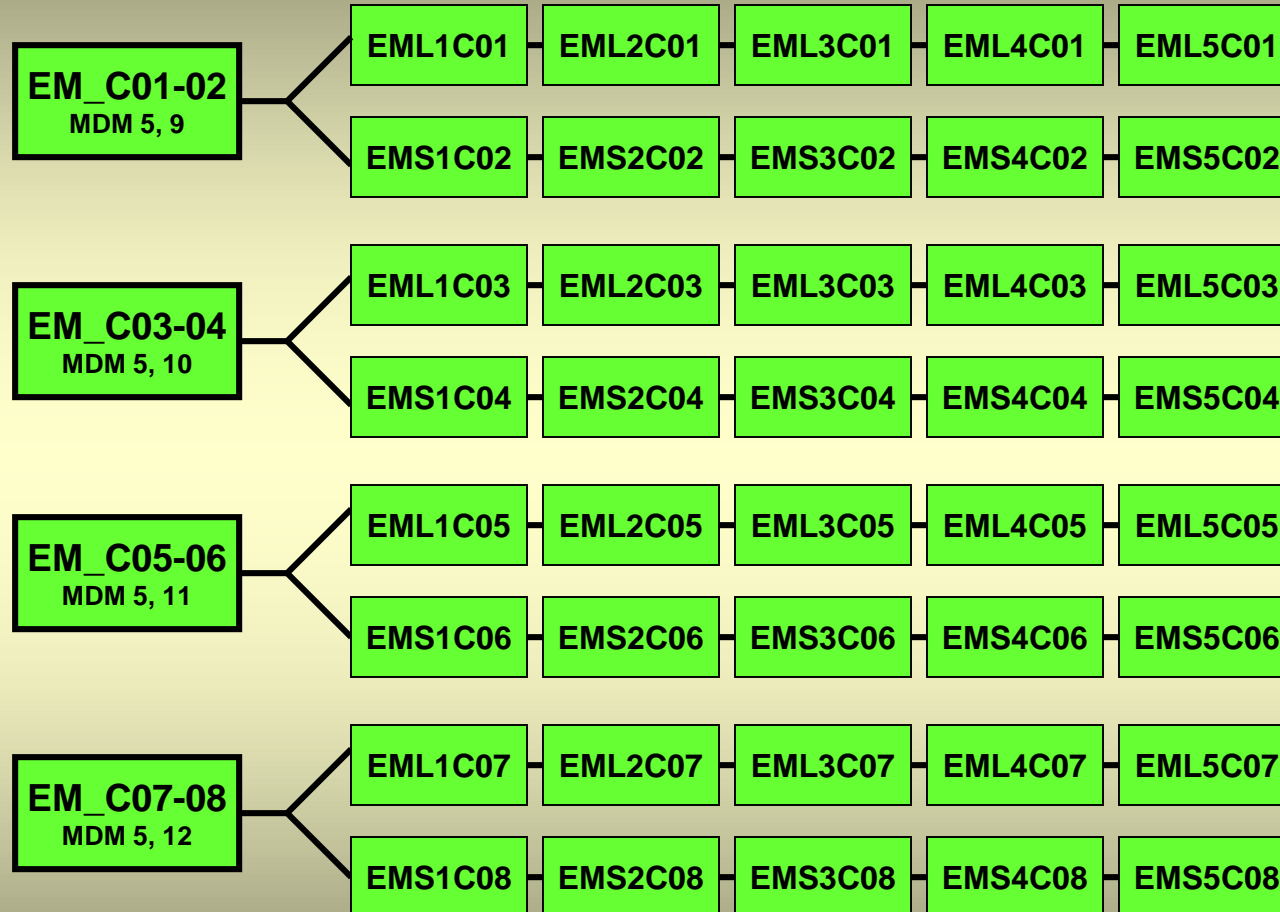 EML1C01 EML2C01 EML3C01 EML4C01 EML5C01
EM_C01-02
MDM 5, 9
EMS1C02 EMS2C02 EMS3C02 EMS4C02 EMS5C02
EML1C03 EML2C03 EML3C03 EML4C03 EML5C03
EM_C03-04
MDM 5, 10
EMS1C04 EMS2C04 EMS3C04 EMS4C04 EMS5C04
EML1C05 EML2C05 EML3C05 EML4C05 EML5C05
EM_C05-06
MDM 5, 11
EMS1C06 EMS2C06 EMS3C06 EMS4C06 EMS5C06
EML1C07 EML2C07 EML3C07 EML4C07 EML5C07
EM_C07-08
MDM 5, 12
EMS1C08 EMS2C08 EMS3C08 EMS4C08 EMS5C08